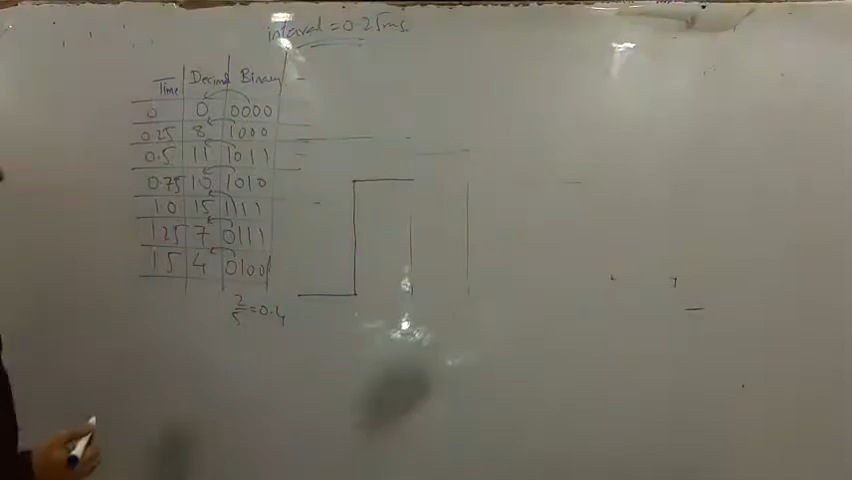 interval = 0.25ms.
Time Decimal Binary
0 0 0000
0.25 8 1000
0.5 11 1011
0.75 10 1010
1.0 15 1111
1.25 7 0111
1.5 4 0100
2/5 = 0.4